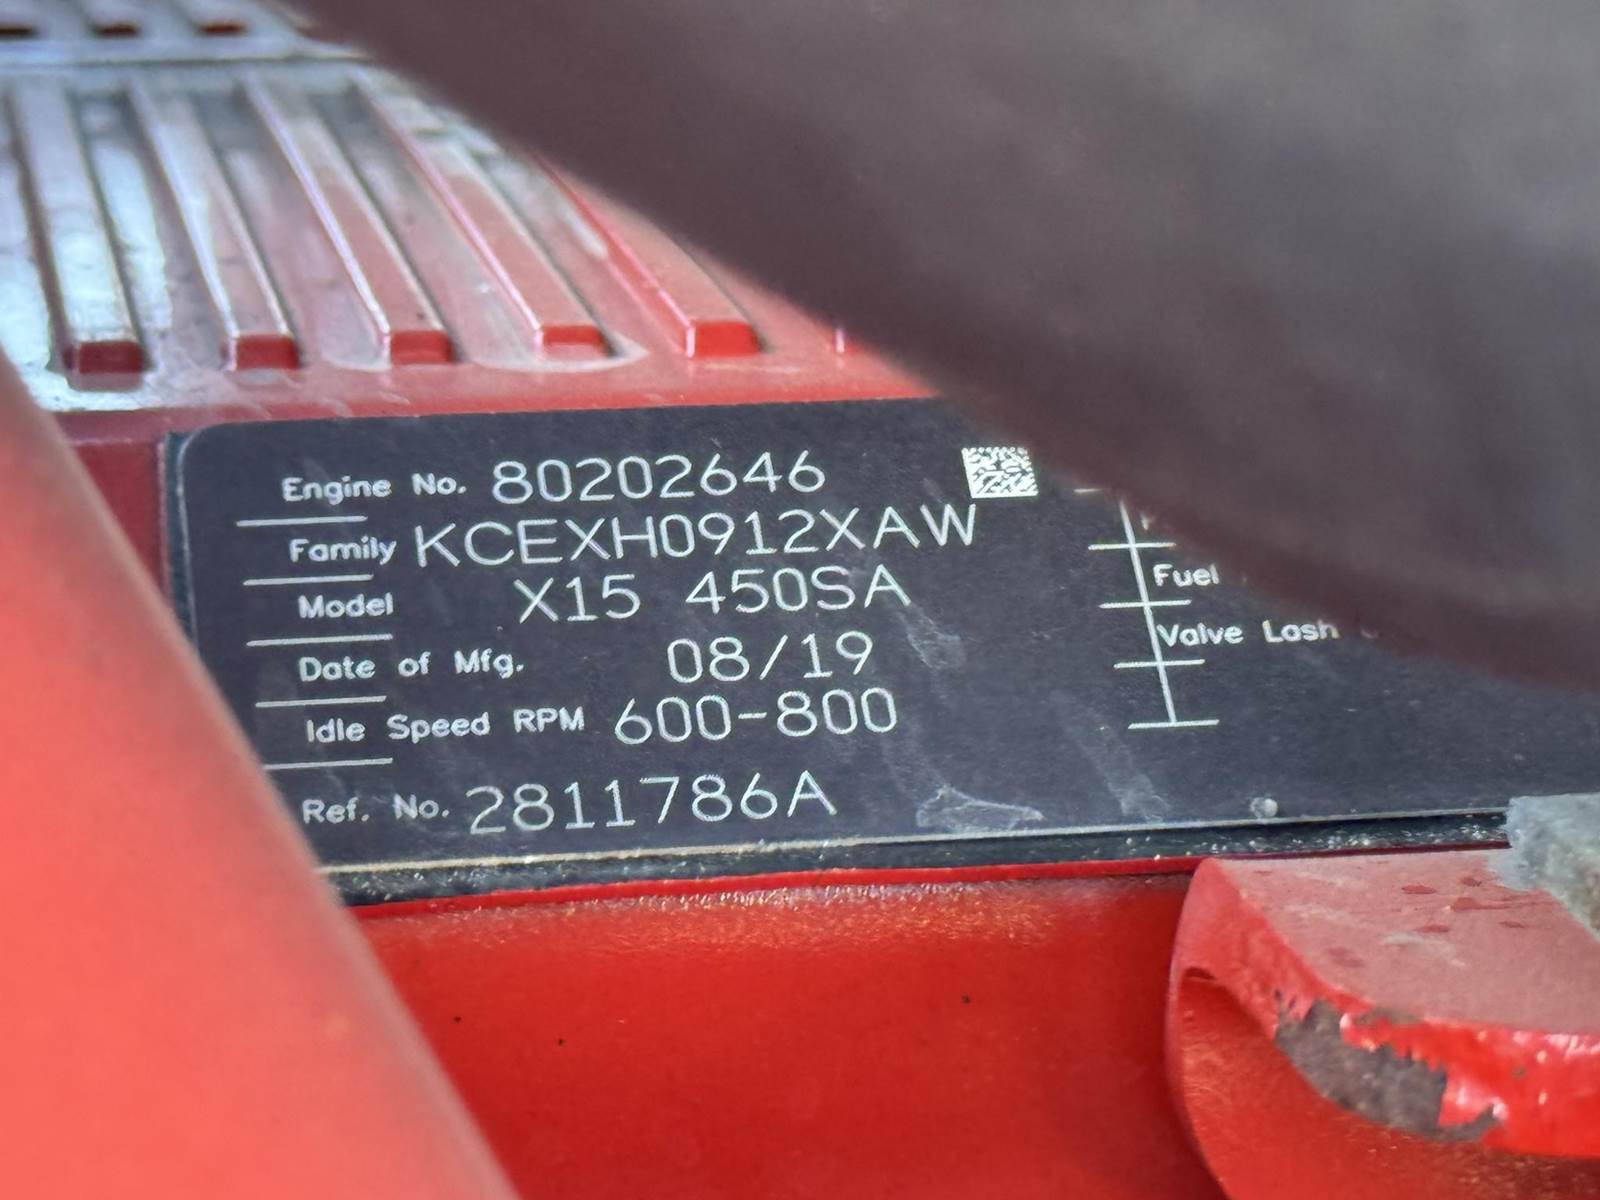 Engine No. 80202646
Family KCEXH0912XAW
Model X15 450SA
Date of Mfg. 08/19
Idle Speed RPM 600-800
Ref. No. 2811786A
Fuel
Valve Lash